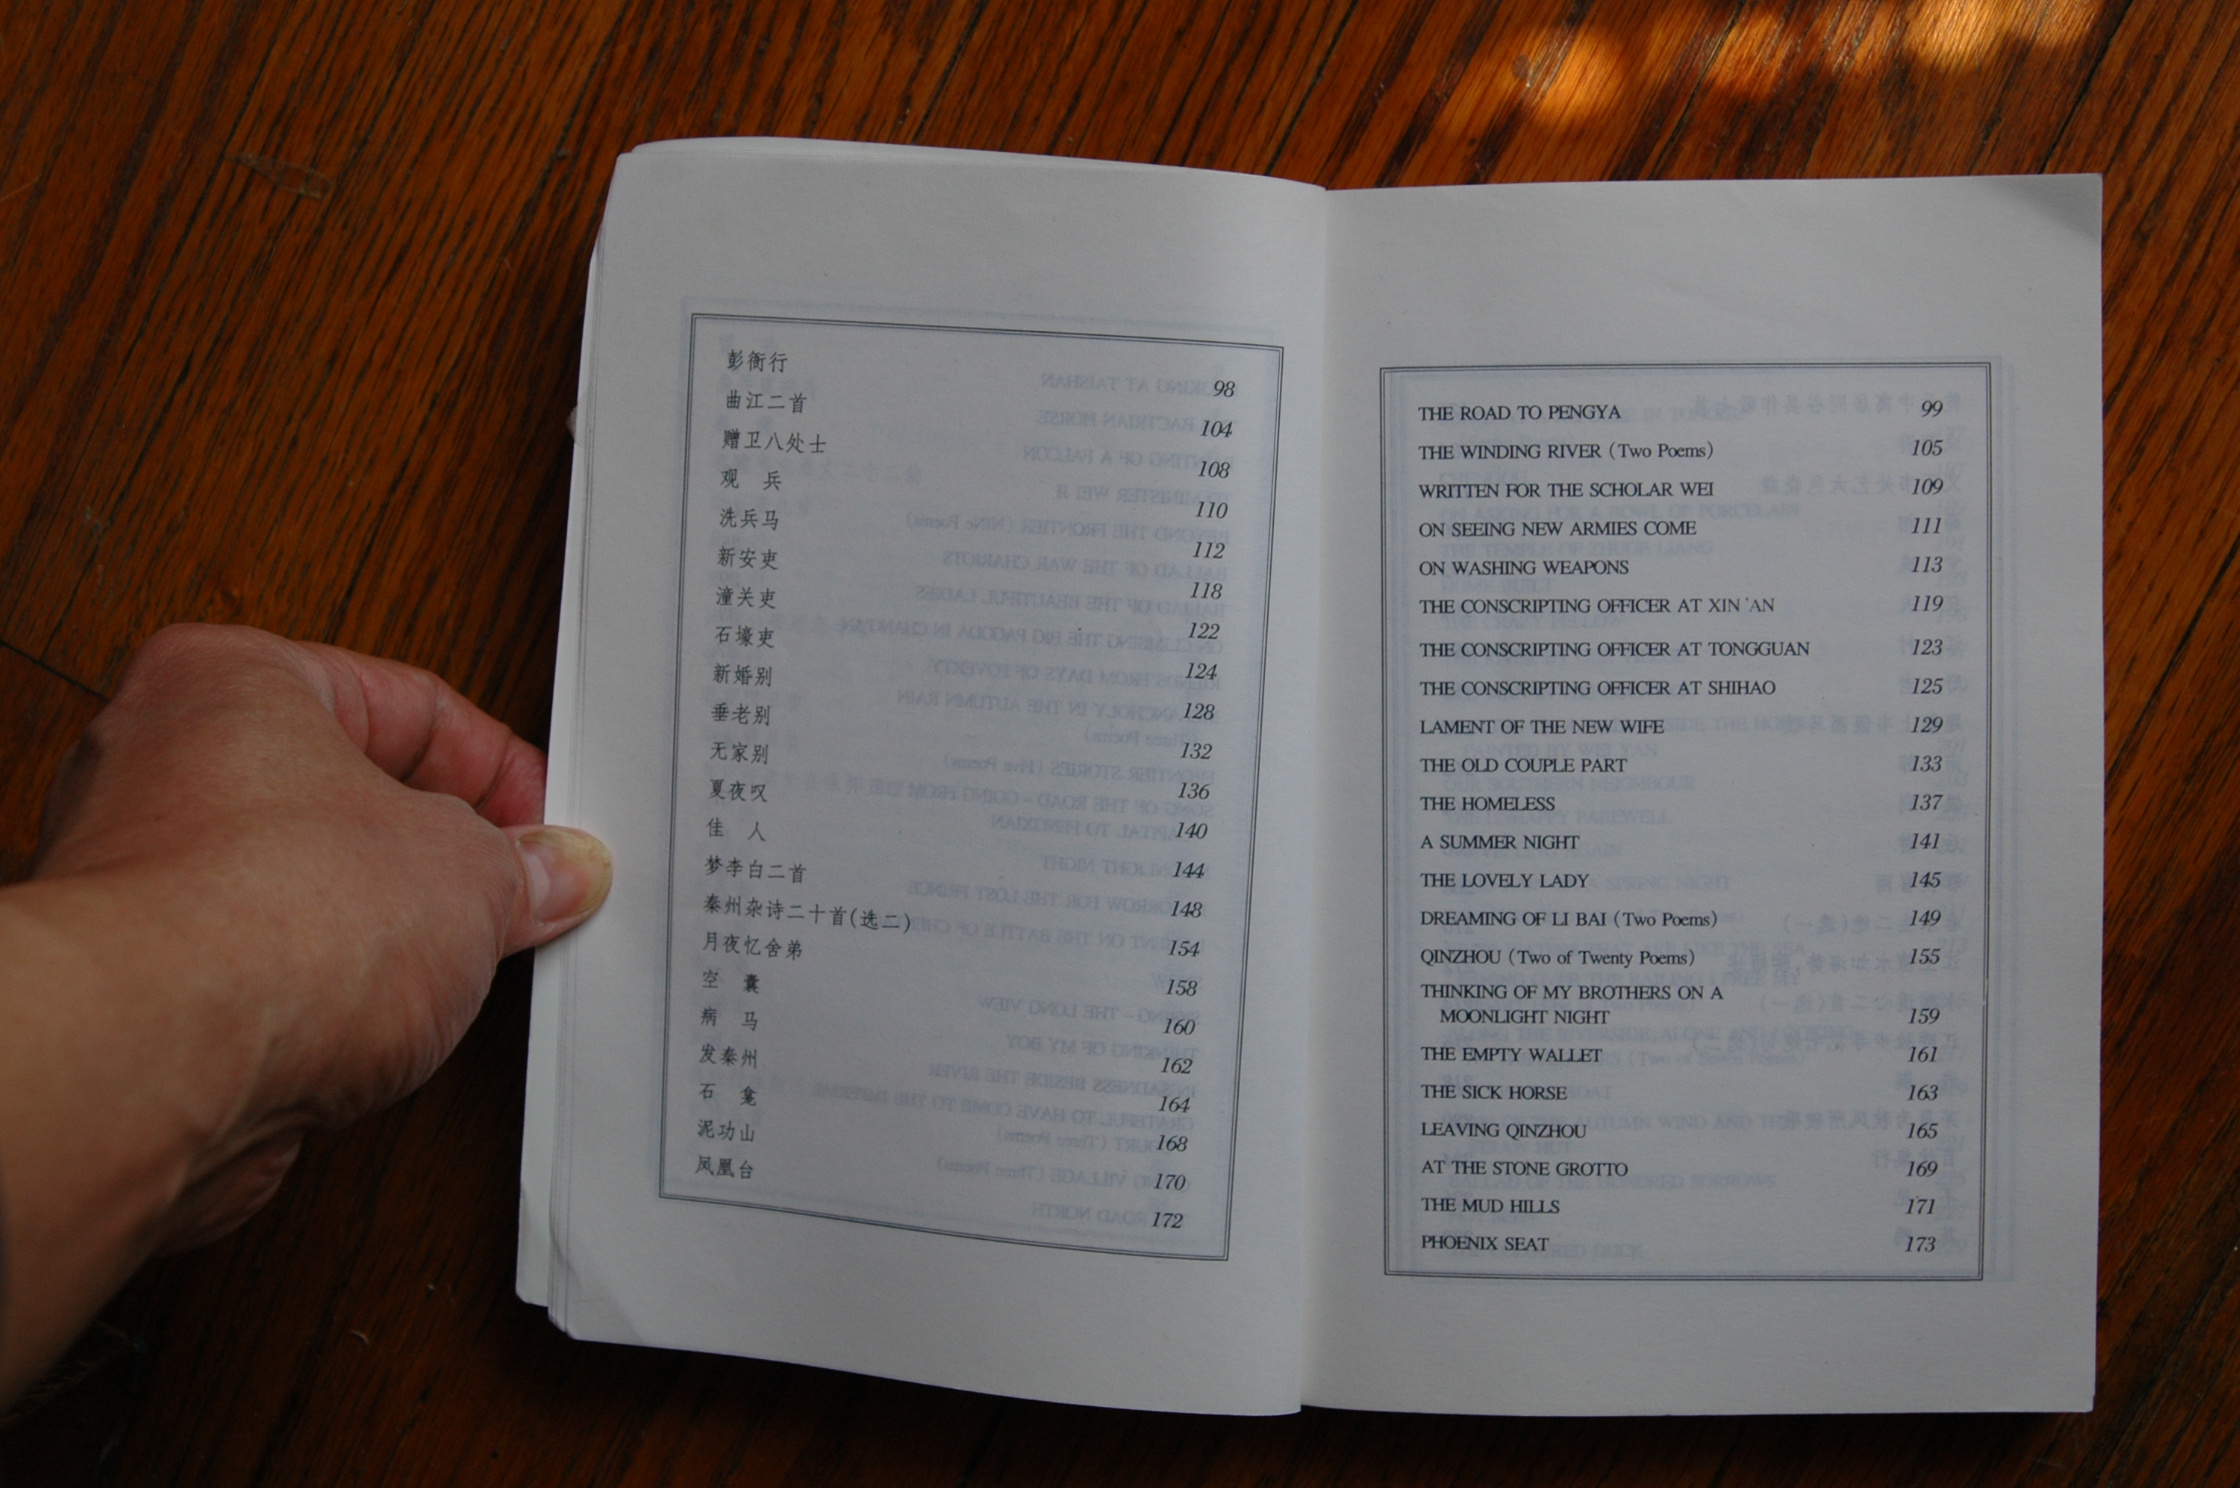 彭衙行 98
曲江二首 104
赠卫八处士 108
观 兵 110
洗兵马 112
新安吏 118
潼关吏 122
石壕吏 124
新婚别 128
垂老别 132
无家别 136
夏夜叹 140
佳 人 144
梦李白二首 148
秦州杂诗二十首(选二) 154
月夜忆舍弟 158
空 囊 160
病 马 162
发秦州 164
石 龛 168
泥功山 170
凤凰台 172
THE ROAD TO PENGYA 99
THE WINDING RIVER (Two Poems) 105
WRITTEN FOR THE SCHOLAR WEI 109
ON SEEING NEW ARMIES COME 111
ON WASHING WEAPONS 113
THE CONSCRIPTING OFFICER AT XIN'AN 119
THE CONSCRIPTING OFFICER AT TONGGUAN 123
THE CONSCRIPTING OFFICER AT SHIHAO 125
LAMENT OF THE NEW WIFE 129
THE OLD COUPLE PART 133
THE HOMELESS 137
A SUMMER NIGHT 141
THE LOVELY LADY 145
DREAMING OF LI BAI (Two Poems) 149
QINZHOU (Two of Twenty Poems) 155
THINKING OF MY BROTHERS ON A
MOONLIGHT NIGHT 159
THE EMPTY WALLET 161
THE SICK HORSE 163
LEAVING QINZHOU 165
AT THE STONE GROTTO 169
THE MUD HILLS 171
PHOENIX SEAT 173